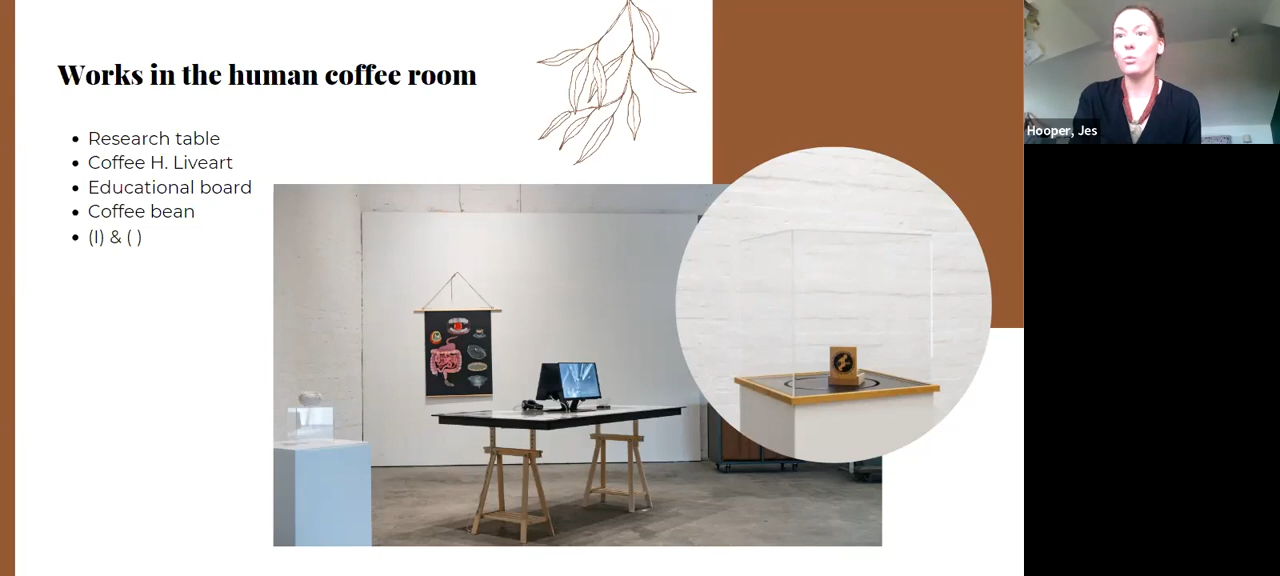 Works in the human coffee room
Research table
Coffee H. Liveart
Educational board
Coffee bean
(I) & ( )
Hooper, Jes